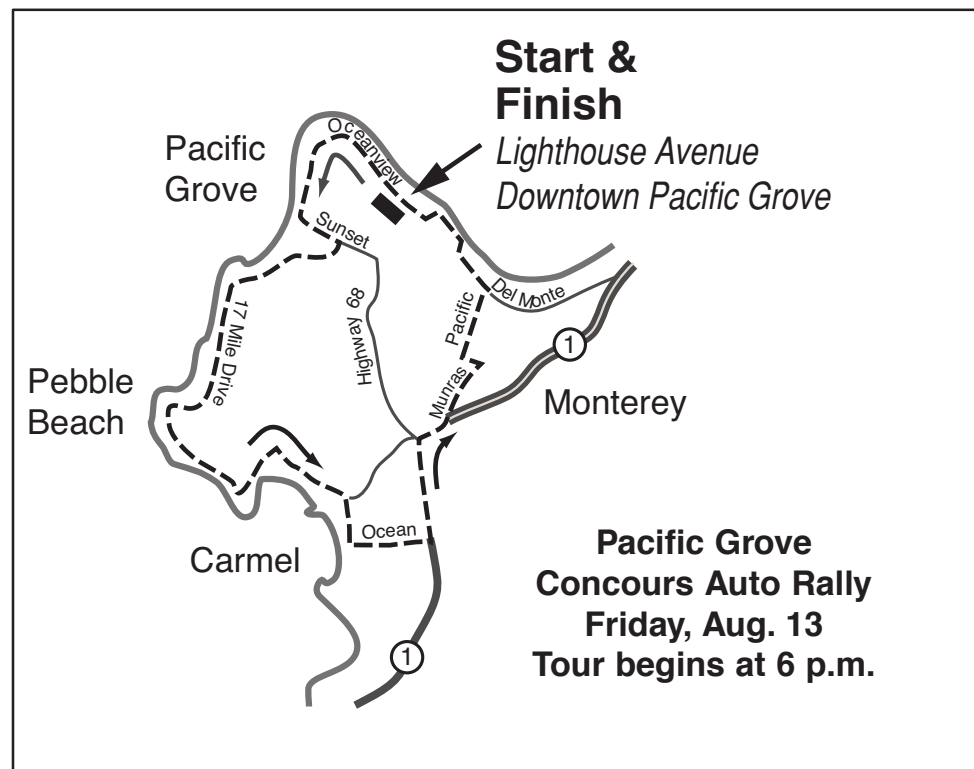 Start &
Finish
Lighthouse Avenue
Downtown Pacific Grove
Pacific
Grove
Oceanview
Sunset
Del Monte
Highway 68
Pacific
17 Mile Drive
1
Munras
Monterey
Pebble
Beach
Ocean
Carmel
Pacific Grove
Concours Auto Rally
Friday, Aug. 13
Tour begins at 6 p.m.
1